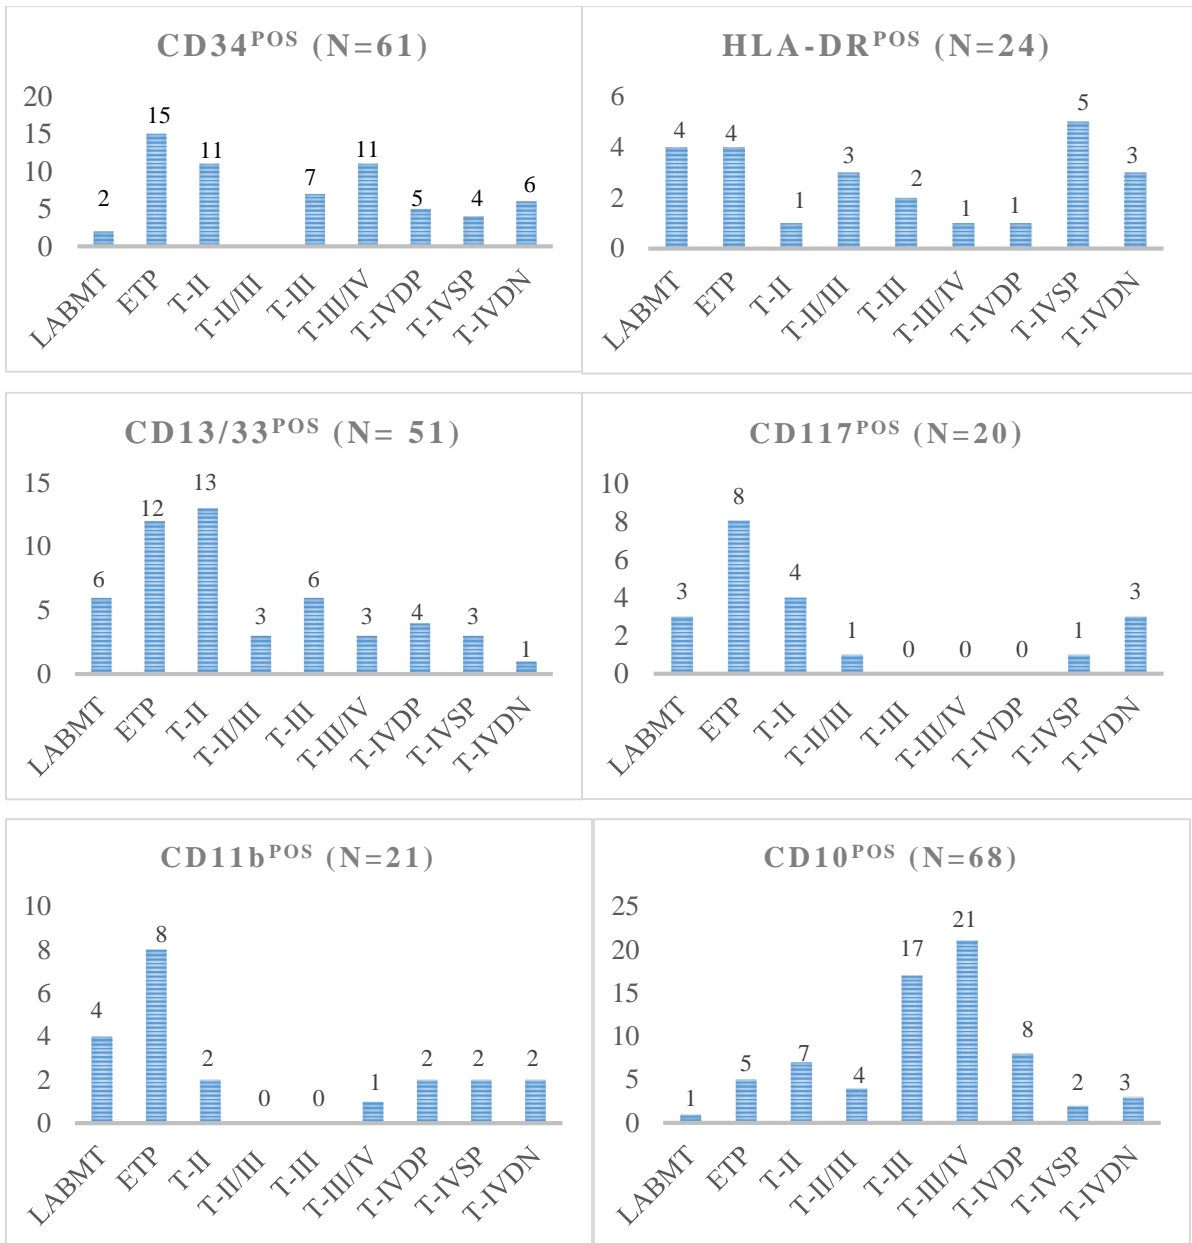 CD34POS (N=61)
20
15
10
5
0
2
15
11
7
11
5
4
6
LABMT
ETP
T-II
T-II/III
T-III
T-III/IV
T-IVDP
T-IVSP
T-IVDN
HLA-DRPOS (N=24)
6
4
2
0
4
4
1
3
2
1
1
5
3
LABMT
ETP
T-II
T-II/III
T-III
T-III/IV
T-IVDP
T-IVSP
T-IVDN
CD13/33POS (N= 51)
15
10
5
0
6
12
13
3
6
3
4
3
1
LABMT
ETP
T-II
T-II/III
T-III
T-III/IV
T-IVDP
T-IVSP
T-IVDN
CD117POS (N=20)
10
8
6
4
2
0
3
8
4
1
0
0
0
1
3
LABMT
ETP
T-II
T-II/III
T-III
T-III/IV
T-IVDP
T-IVSP
T-IVDN
CD11bPOS (N=21)
10
8
6
4
2
0
4
8
2
0
0
1
2
2
2
LABMT
ETP
T-II
T-II/III
T-III
T-III/IV
T-IVDP
T-IVSP
T-IVDN
CD10POS (N=68)
25
20
15
10
5
0
1
5
7
4
17
21
8
2
3
LABMT
ETP
T-II
T-II/III
T-III
T-III/IV
T-IVDP
T-IVSP
T-IVDN